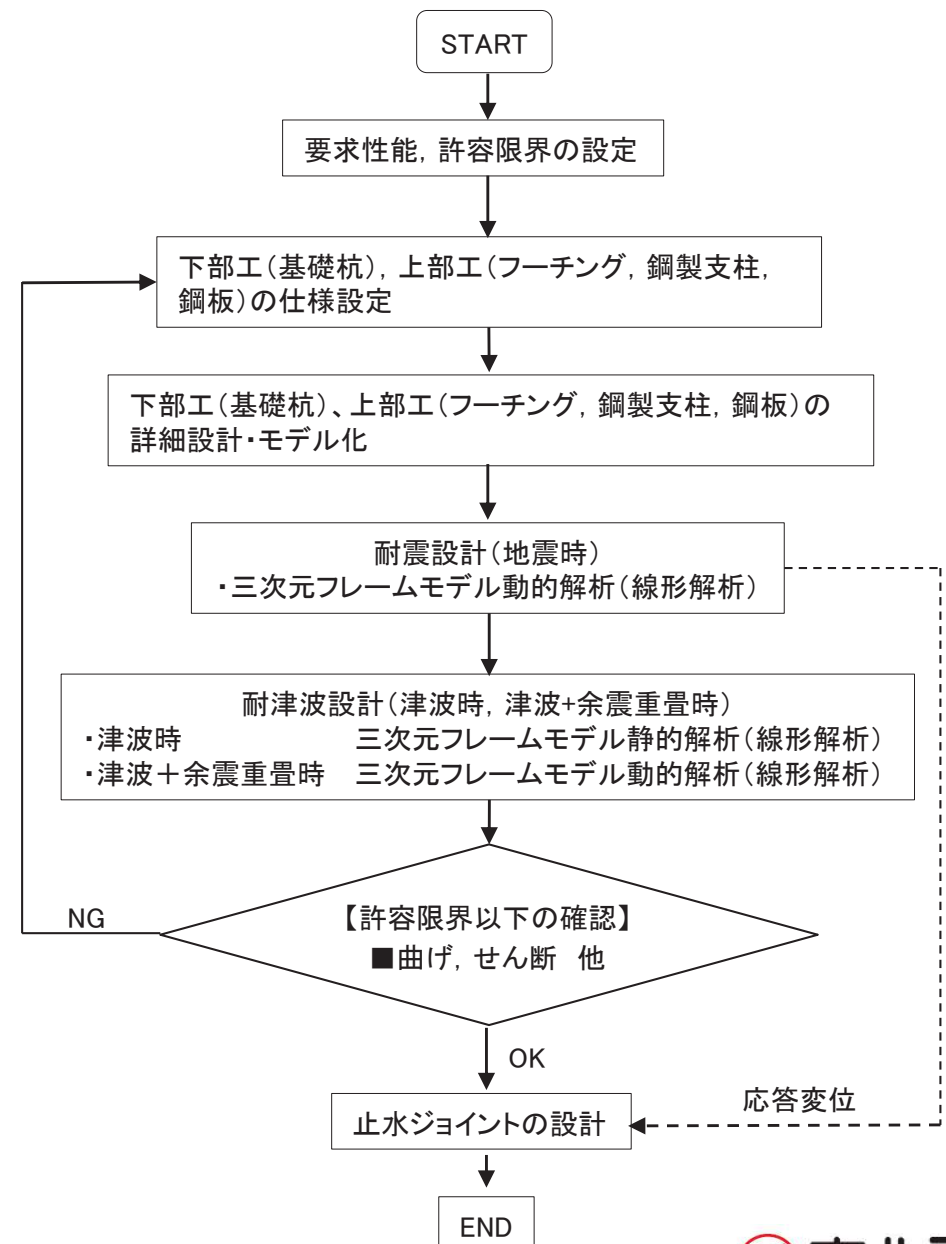 START
要求性能，許容限界の設定
下部工（基礎杭），上部工（フーチング，鋼製支柱，
鋼板）の仕様設定
下部工（基礎杭）、上部工（フーチング，鋼製支柱，鋼板）の
詳細設計・モデル化
耐震設計（地震時）
・三次元フレームモデル動的解析（線形解析）
耐津波設計（津波時，津波+余震重畳時）
・津波時　三次元フレームモデル静的解析（線形解析）
・津波＋余震重畳時　三次元フレームモデル動的解析（線形解析）
NG
【許容限界以下の確認】
■曲げ，せん断　他
OK
応答変位
止水ジョイントの設計
END